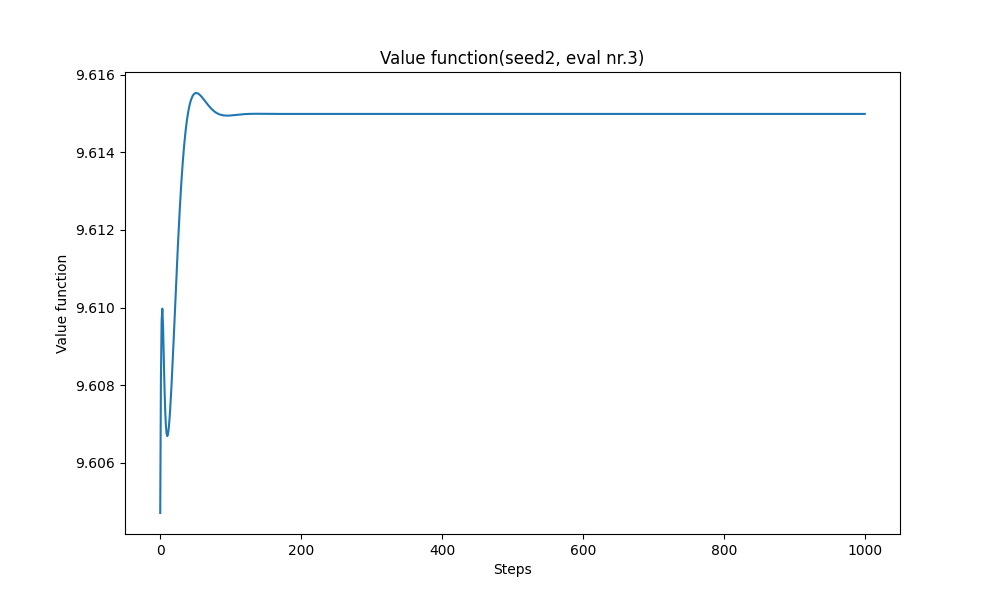 Value function(seed2, eval nr.3)
9.616
9.614
9.612
9.610
9.608
9.606
Value function
0 200 400 600 800 1000
Steps